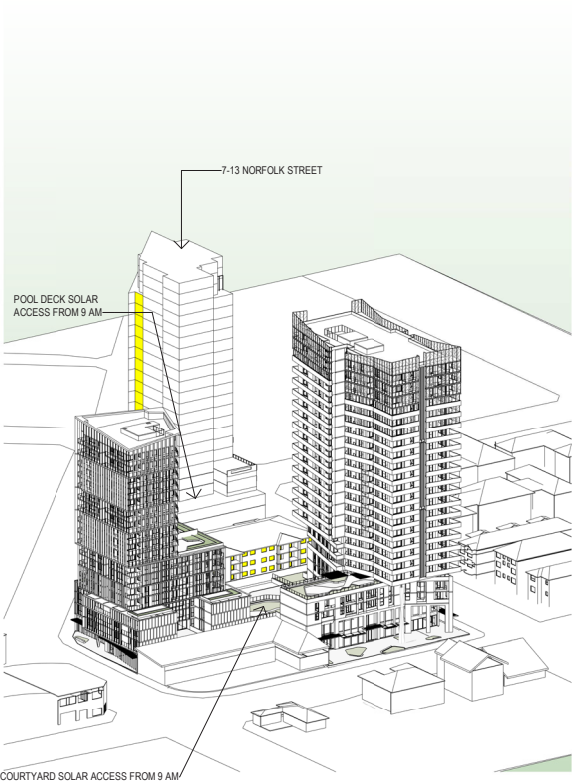 7-13 NORFOLK STREET
POOL DECK SOLAR
ACCESS FROM 9 AM
COURTYARD SOLAR ACCESS FROM 9 AM